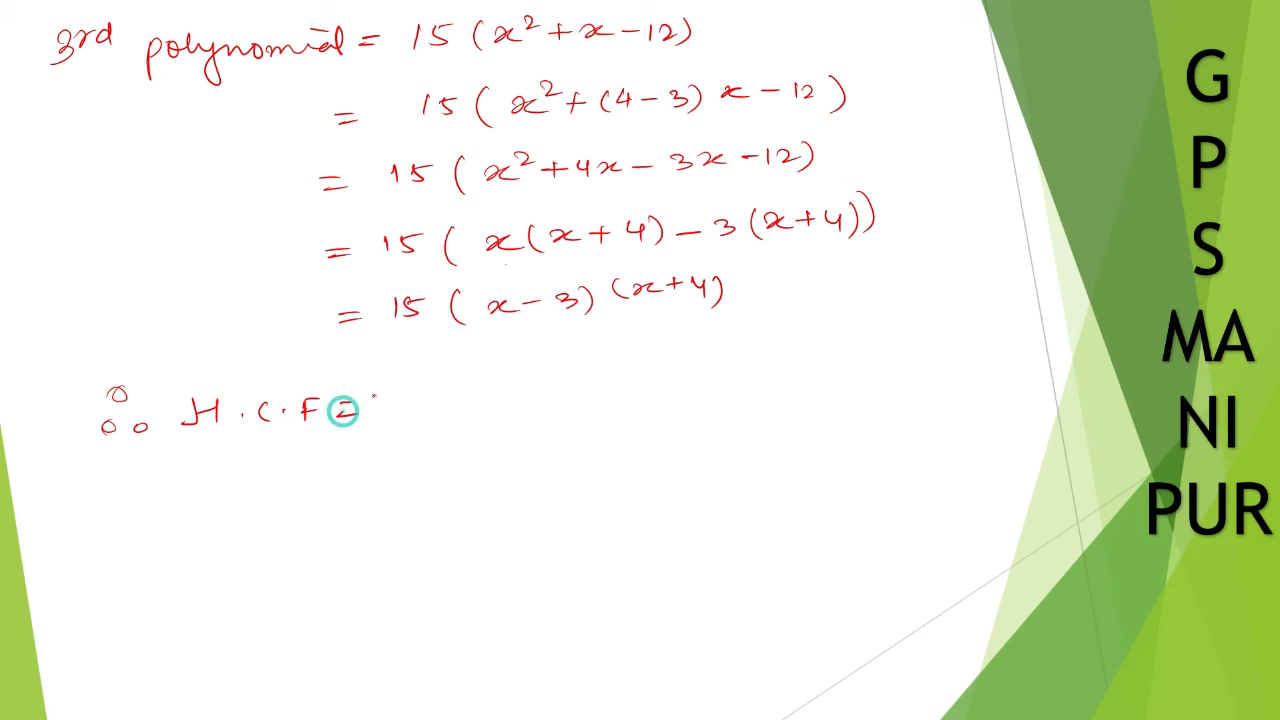 3rd polynomial = 15 (x² + x - 12)
= 15 ( x² + (4 - 3) x - 12 )
= 15 ( x² + 4x - 3x - 12)
= 15 ( x (x + 4) - 3 (x + 4))
= 15 ( x - 3) (x + 4)
∴ H.C.F =
G
P
S
MA
NI
PUR